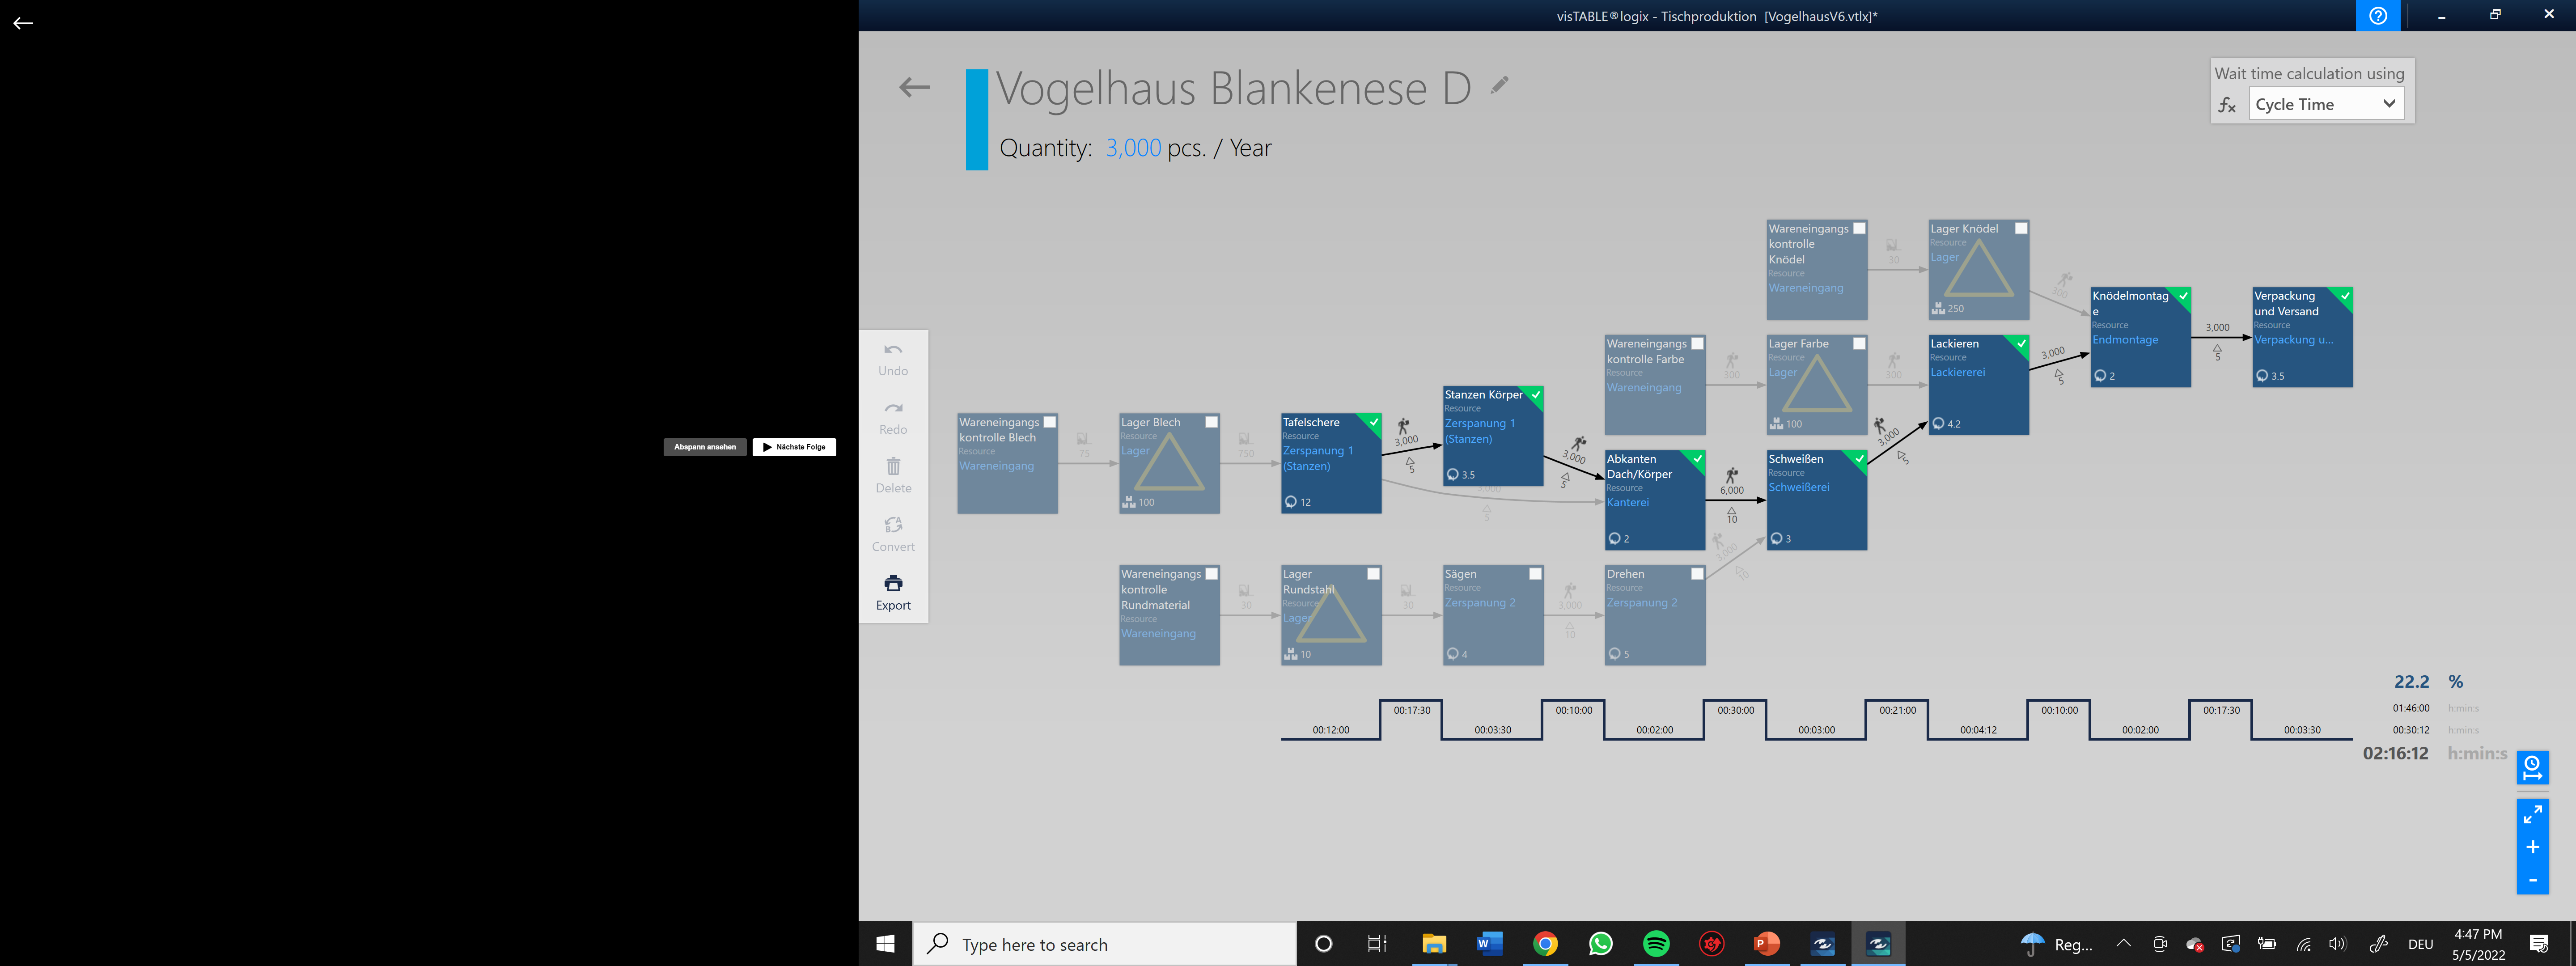 Abspann ansehen
Nächste Folge
visTABLE®logix - Tischproduktion [VogelhausV6.vtlx]*
Vogelhaus Blankenese D
Quantity: 3,000 pcs. / Year
Wait time calculation using
fx Cycle Time
Undo
Redo
Delete
Convert
Export
Wareneingangs
kontrolle
Knödel
Resource
Wareneingang
30
Lager Knödel
Resource
Lager
250
300
Knödelmontag
e
Resource
Endmontage
2
3,000
5
Verpackung
und Versand
Resource
Verpackung u...
3.5
Wareneingangs
kontrolle Farbe
Resource
Wareneingang
300
Lager Farbe
Resource
Lager
100
300
Lackieren
Resource
Lackiererei
4.2
3,000
5
Wareneingangs
kontrolle Blech
Resource
Wareneingang
75
Lager Blech
Resource
Lager
100
750
Tafelschere
Resource
Zerspanung 1
(Stanzen)
12
3,000
5
Stanzen Körper
Resource
Zerspanung 1
(Stanzen)
3.5
3,000
5
3,000
5
Abkanten
Dach/Körper
Resource
Kanterei
2
6,000
10
Schweißen
Resource
Schweißerei
3
3,000
5
Wareneingangs
kontrolle
Rundmaterial
Resource
Wareneingang
30
Lager
Rundstahl
Resource
Lager
10
30
Sägen
Resource
Zerspanung 2
4
3,000
10
Drehen
Resource
Zerspanung 2
5
3,000
10
00:17:30 00:10:00 00:30:00 00:21:00 00:10:00 00:17:30
00:12:00 00:03:30 00:02:00 00:03:00 00:04:12 00:02:00 00:03:30
22.2 %
01:46:00 h:min:s
00:30:12 h:min:s
02:16:12 h:min:s
Type here to search
Reg...
DEU
4:47 PM
5/5/2022